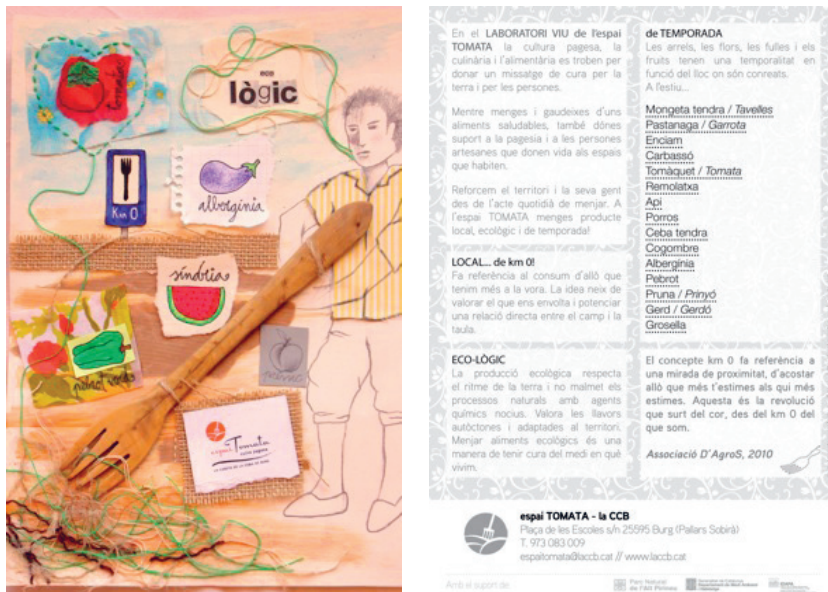 tomata
eco
lògic
Km 0
albergínia
síndria
pebrot verd
espai Tomata
En el LABORATORI VIU de l'espai
TOMATA la cultura pagesa, la
culinària i l'alimentària es troben per
donar un missatge de cura per la
terra i per les persones.
Mentre menges i gaudeixes d'uns
aliments saludables, també dónes
suport a la pagesia i a les persones
artesanes que donen vida als espais
que habiten.
Reforcem el territori i la seva gent
des de l'acte quotidià de menjar. A
l'espai TOMATA menges producte
local, ecològic i de temporada!
LOCAL... de km 0!
Fa referència al consum d'allò que
tenim més a la vora. La idea neix de
valorar el que ens envolta i potenciar
una relació directa entre el camp i la
taula.
ECO-LÒGIC
La producció ecològica respecta
el ritme de la terra i no malmet els
processos naturals amb agents
químics nocius. Valora les llavors
autòctones i adaptades al territori.
Menjar aliments ecològics és una
manera de tenir cura del medi en què
vivim.
de TEMPORADA
Les arrels, les flors, les fulles i els
fruits tenen una temporalitat en
funció del lloc on són conreats.
A l'estiu...
Mongeta tendra / Tavelles
Pastanaga / Garrota
Enciam
Carbassó
Tomàquet / Tomata
Remolatxa
Api
Porros
Ceba tendra
Cogombre
Albergínia
Pebrot
Pruna / Prinyó
Gerd / Gerdó
Grosella
El concepte km 0 fa referència a
una mirada de proximitat, d'acostar
allò que més t'estimes als qui més
estimes. Aquesta és la revolució
que surt del cor, des del km 0 del
que som.
Associació D'AgroS, 2010
espai TOMATA - la CCB
Plaça de les Escoles s/n 25595 Burg (Pallars Sobirà)
T. 973 083 009
espaitomata@laccb.cat // www.laccb.cat
Amb el suport de:
Parc Natural
de l'Alt Pirineu